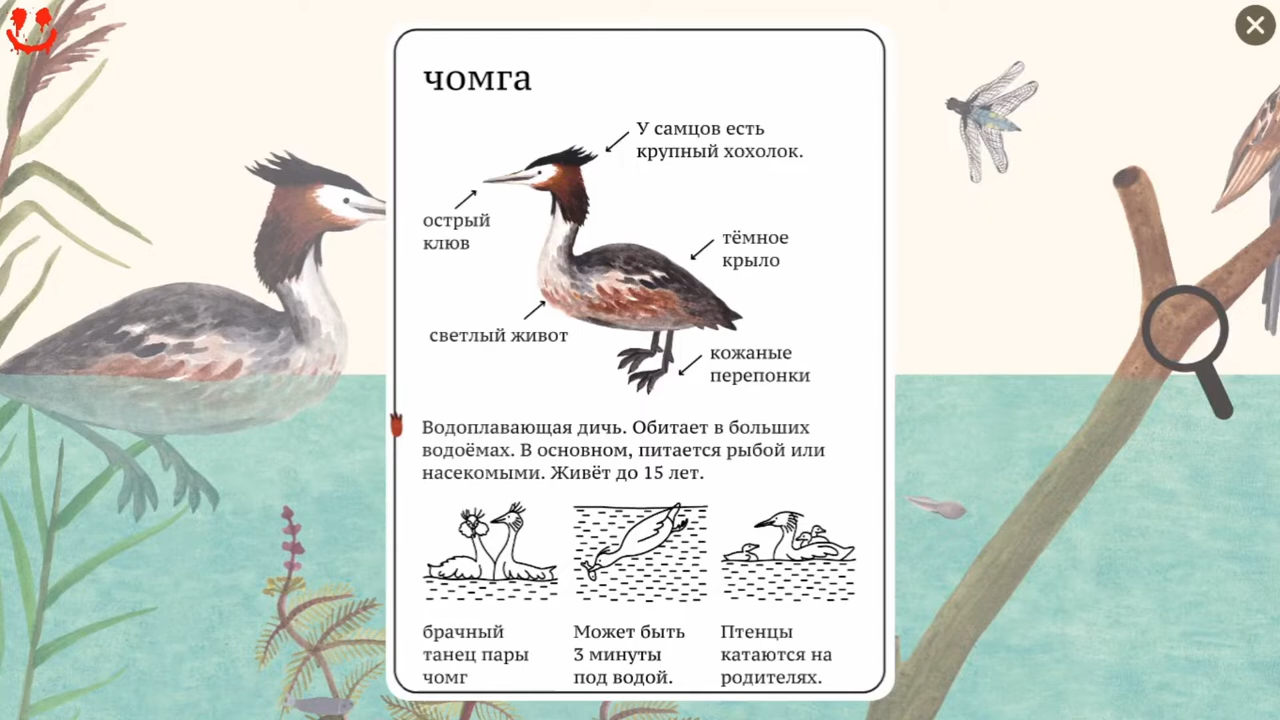 чомга
У самцов есть
крупный хохолок.
острый
клюв
тёмное
крыло
светлый живот
кожаные
перепонки
Водоплавающая дичь. Обитает в больших
водоёмах. В основном, питается рыбой или
насекомыми. Живёт до 15 лет.
брачный
танец пары
чомг
Может быть
3 минуты
под водой.
Птенцы
катаются на
родителях.